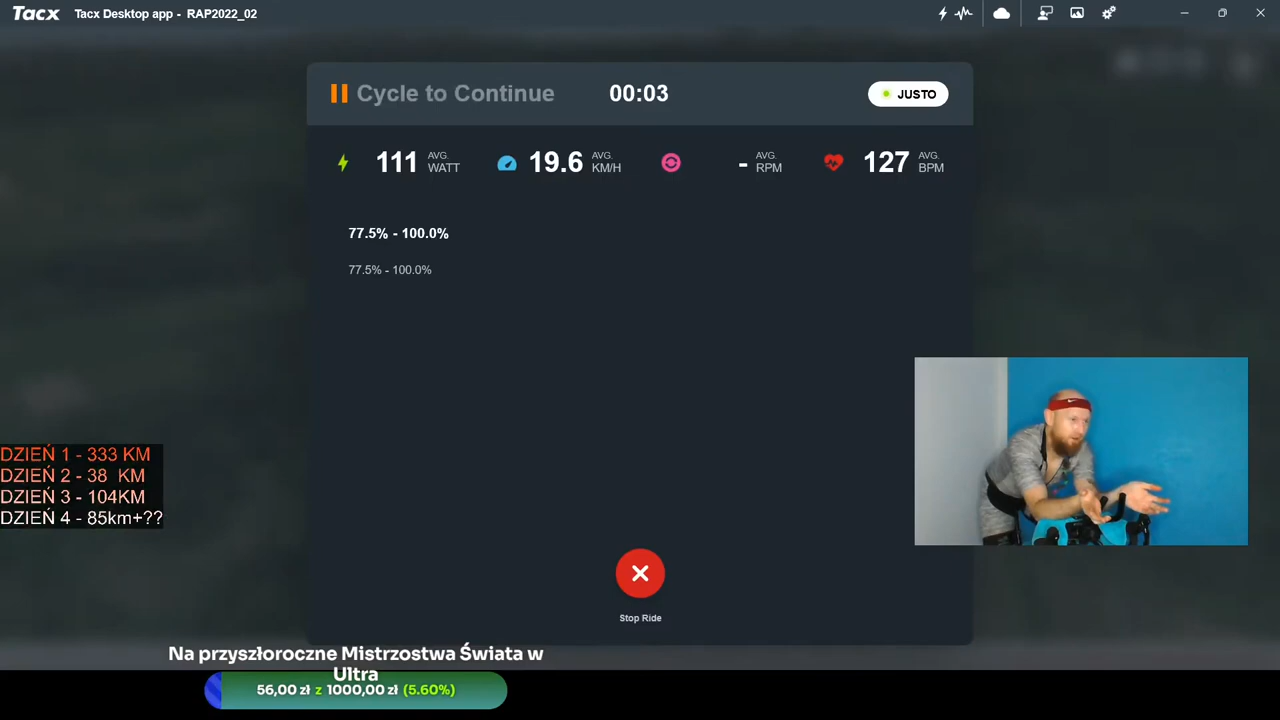 Tacx Tacx Desktop app - RAP2022_02
Cycle to Continue 00:03 JUSTO
111 AVG. WATT 19.6 AVG. KM/H - AVG. RPM 127 AVG. BPM
77.5% - 100.0%
77.5% - 100.0%
DZIEŃ 1 - 333 KM
DZIEŃ 2 - 38 KM
DZIEŃ 3 - 104KM
DZIEŃ 4 - 85km+??
Stop Ride
Na przyszłoroczne Mistrzostwa Świata w
Ultra
56,00 zł z 1000,00 zł (5.60%)